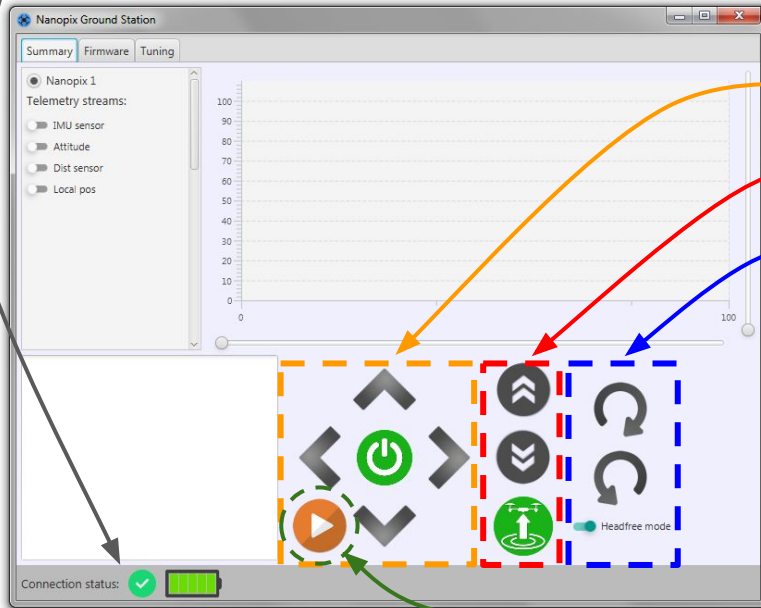 Nanopix Ground Station
Summary
Firmware
Tuning
Nanopix 1
Telemetry streams:
IMU sensor
Attitude
Dist sensor
Local pos
100
90
80
70
60
50
40
30
20
10
0
0
100
Headfree mode
Connection status: